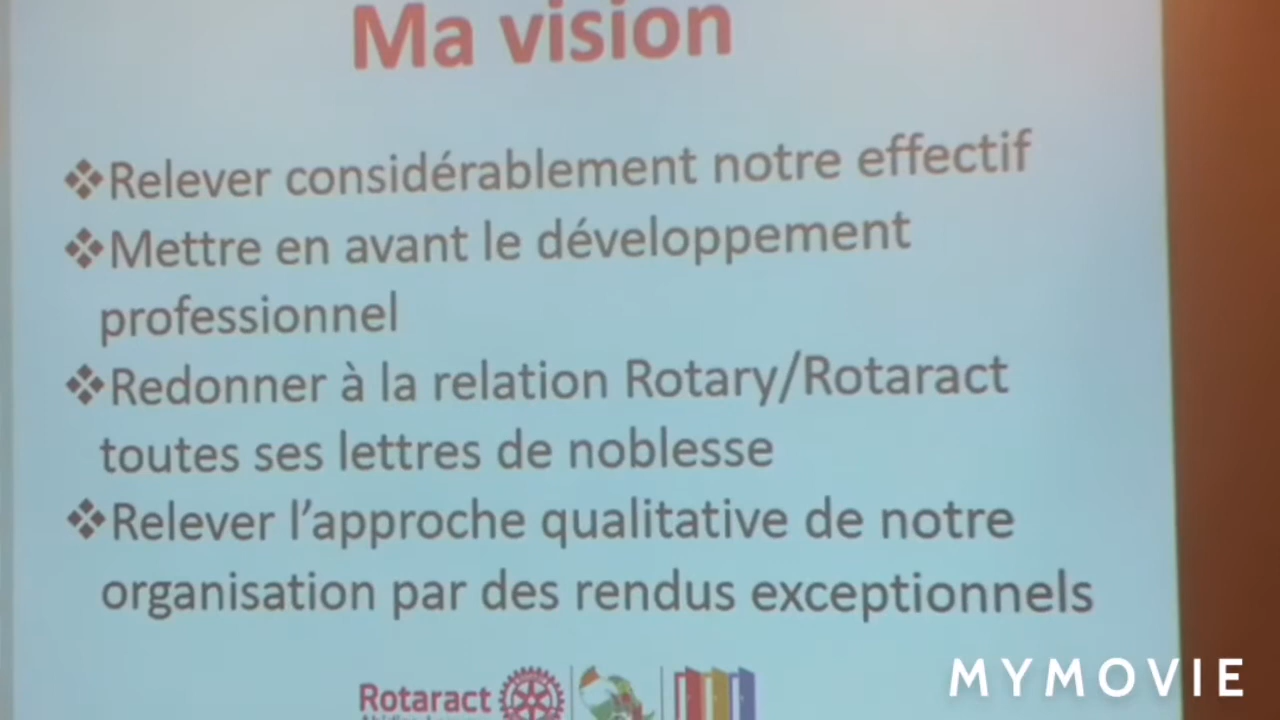 Ma vision
❖Relever considérablement notre effectif
❖Mettre en avant le développement
professionnel
❖Redonner à la relation Rotary/Rotaract
toutes ses lettres de noblesse
❖Relever l'approche qualitative de notre
organisation par des rendus exceptionnels
Rotaract
MYMOVIE